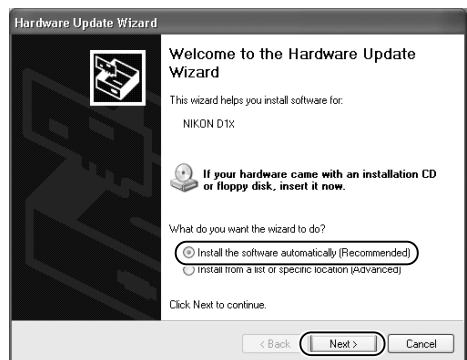 Hardware Update Wizard
Welcome to the Hardware Update
Wizard
This wizard helps you install software for:
NIKON D1X
If your hardware came with an installation CD
or floppy disk, insert it now.
What do you want the wizard to do?
Install the software automatically (Recommended)
Install from a list or specific location (Advanced)
Click Next to continue.
< Back Next > Cancel